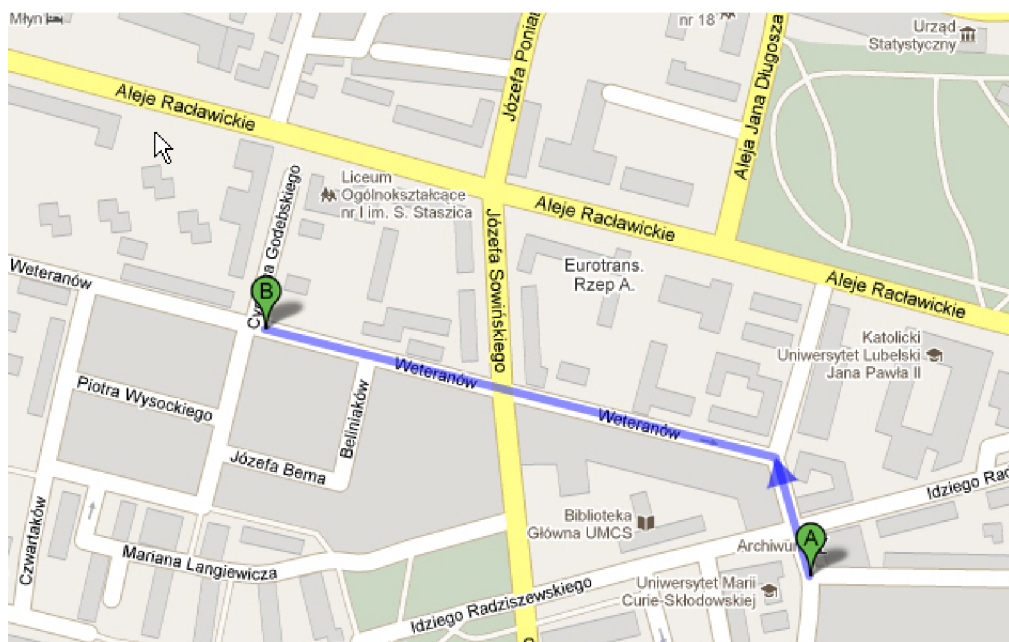 Młyn
nr 18
Urząd
Statystyczny
Józefa Poniat
Aleja Jana Długosza
Aleje Racławickie
Liceum
Ogólnokształcące
nr I im. S. Staszica
Aleje Racławickie
Godebskiego
Józefa Sowińskiego
Eurotrans.
Rzep A.
Weteranów
B
Aleje Racławickie
Katolicki
Uniwersytet Lubelski
Jana Pawła II
Weteranów
Piotra Wysockiego
Beliniaków
Weteranów
Józefa Bema
Idziego Rad
Czwartaków
Biblioteka
Główna UMCS
Archiwum
A
Mariana Langiewicza
Idziego Radziszewskiego
Uniwersytet Marii
Curie-Skłodowskiej